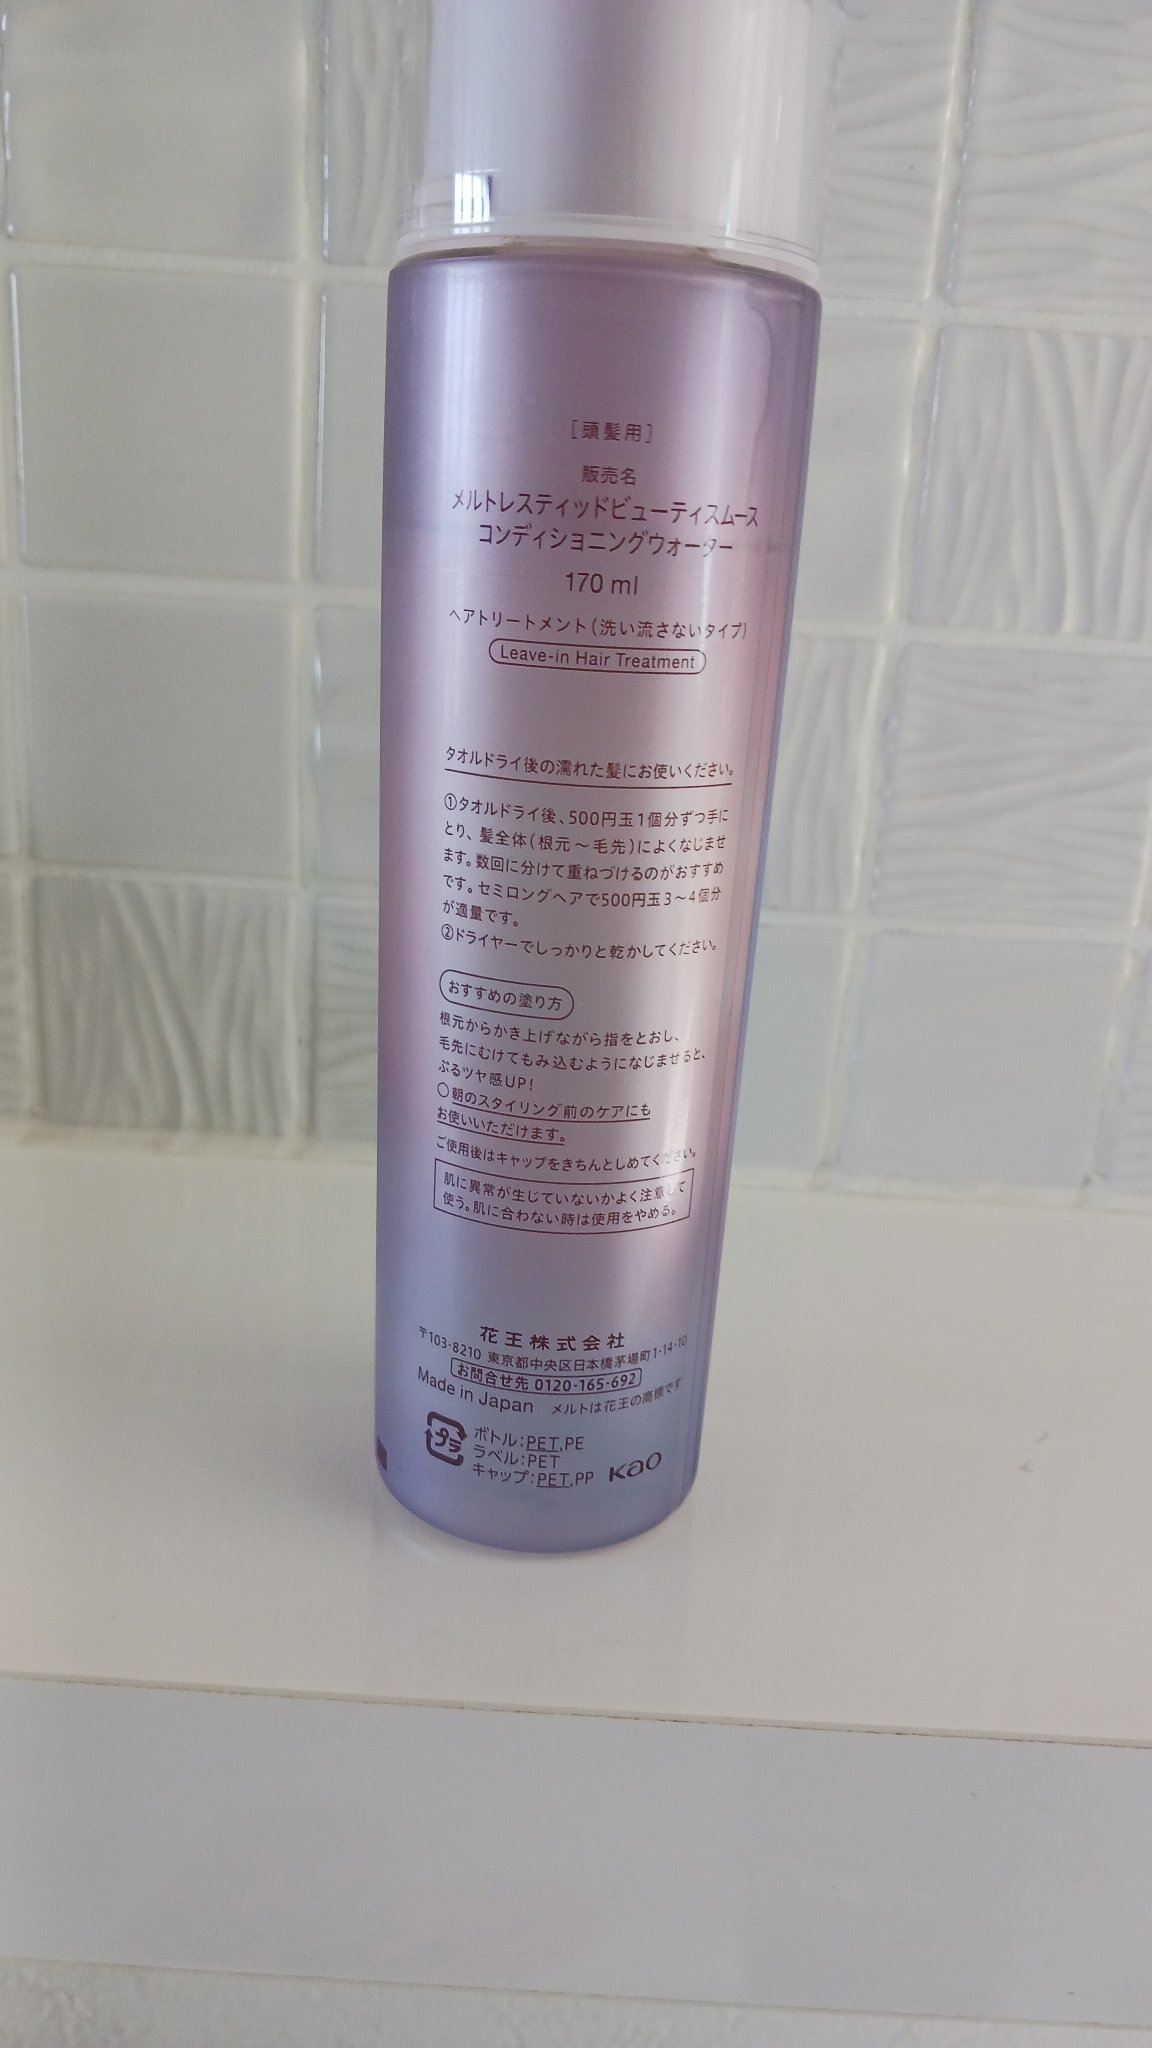 [頭髪用]
販売名
メルトレスティッドビューティスムース
コンディショニングウォーター
170 ml
ヘアトリートメント(洗い流さないタイプ)
Leave-in Hair Treatment
タオルドライ後の濡れた髪にお使いください。
①タオルドライ後、500円玉1個分ずつ手に
とり、髪全体(根元～毛先)によくなじませ
ます。数回に分けて重ねづけるのがおすすめ
です。セミロングヘアで500円玉3～4個分
が適量です。
②ドライヤーでしっかりと乾かしてください。
おすすめの塗り方
根元からかき上げながら指をとおし、
毛先にむけてもみ込むようになじませると、
ぷるツヤ感UP!
○朝のスタイリング前のケアにも
お使いいただけます。
ご使用後はキャップをきちんとしめてください。
肌に異常が生じていないかよく注意して
使う。肌に合わない時は使用をやめる。
花王株式会社
〒103-8210 東京都中央区日本橋茅場町1-14-10
お問合せ先 0120-165-692
Made in Japan メルトは花王の商標です
プラ
ボトル:PET,PE
ラベル:PET
キャップ:PET,PP
Kao